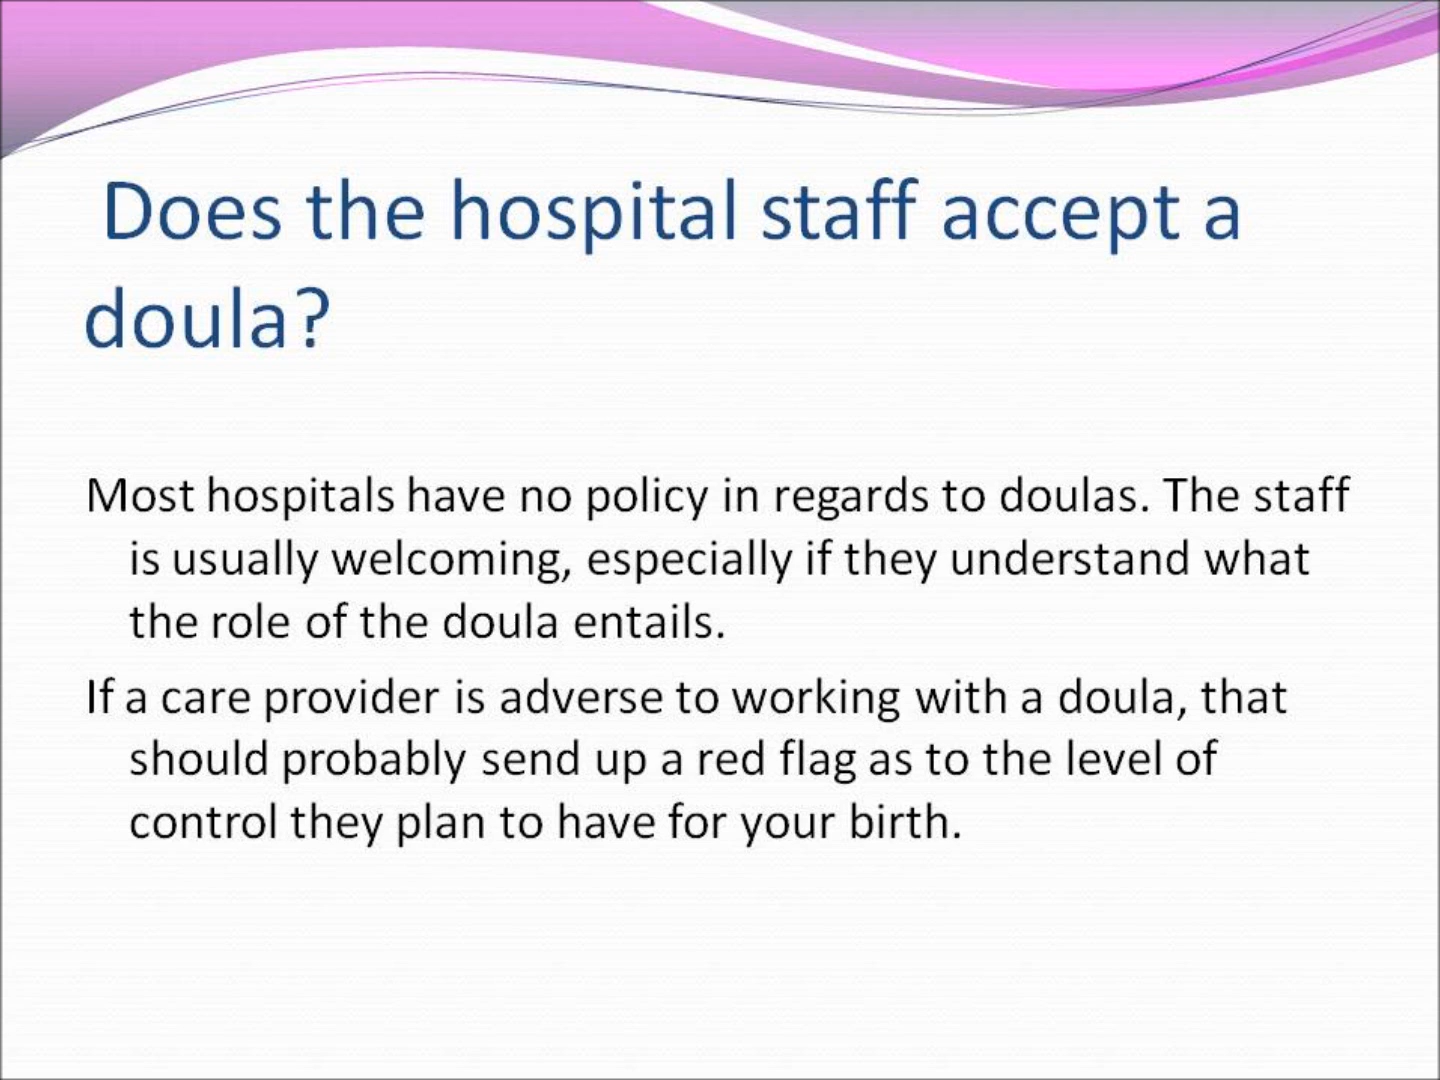 Does the hospital staff accept a
doula?
Most hospitals have no policy in regards to doulas. The staff
is usually welcoming, especially if they understand what
the role of the doula entails.
If a care provider is adverse to working with a doula, that
should probably send up a red flag as to the level of
control they plan to have for your birth.